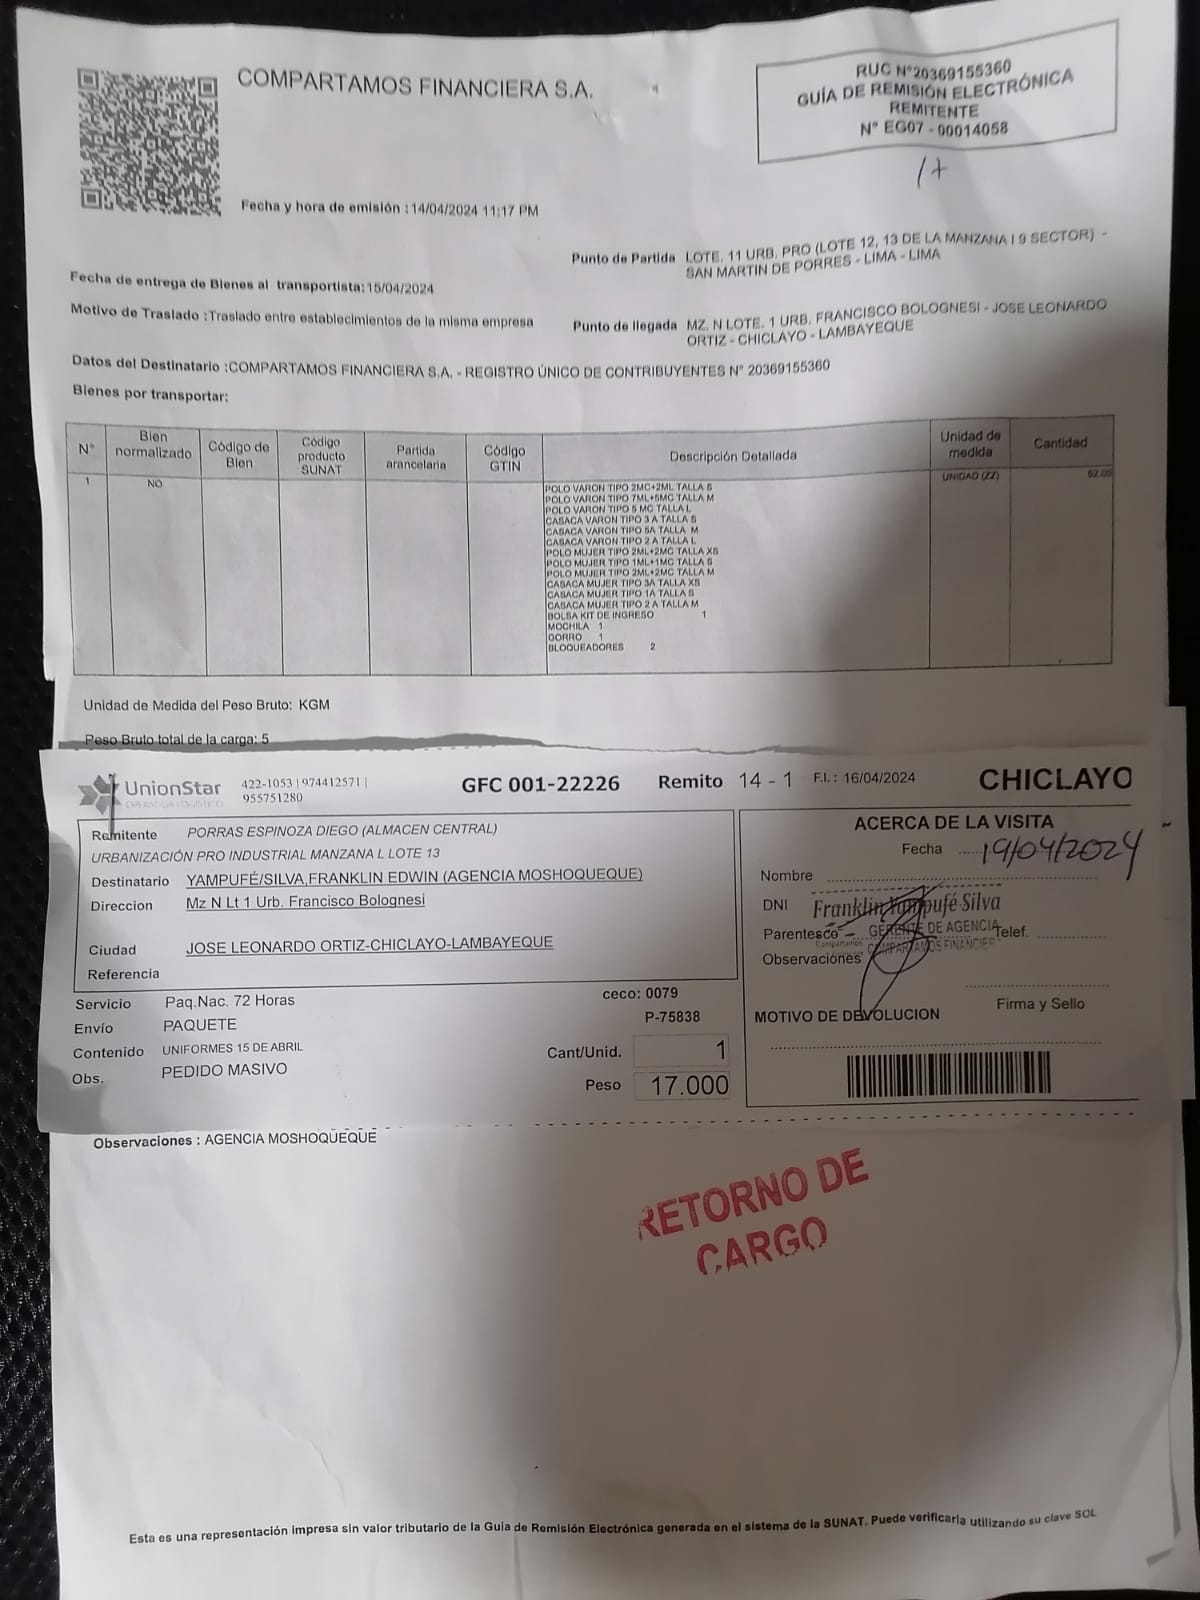 COMPARTAMOS FINANCIERA S.A.
RUC N°20369155360
GUÍA DE REMISIÓN ELECTRÓNICA
REMITENTE
N° EG07 - 00014058
1+
Fecha y hora de emisión :14/04/2024 11:17 PM
Punto de Partida LOTE. 11 URB. PRO (LOTE 12, 13 DE LA MANZANA I 9 SECTOR) -
SAN MARTIN DE PORRES - LIMA - LIMA
Fecha de entrega de Bienes al transportista:15/04/2024
Motivo de Traslado :Traslado entre establecimientos de la misma empresa
Punto de llegada MZ. N LOTE. 1 URB. FRANCISCO BOLOGNESI - JOSE LEONARDO
ORTIZ - CHICLAYO - LAMBAYEQUE
Datos del Destinatario :COMPARTAMOS FINANCIERA S.A. - REGISTRO ÚNICO DE CONTRIBUYENTES N° 20369155360
Bienes por transportar:
N° Bien normalizado Código de Bien Código producto SUNAT Partida arancelaria Código GTIN Descripción Detallada Unidad de medida Cantidad
1 NO POLO VARON TIPO 2MC+2ML TALLA S UNIDAD (ZZ) 52.00
POLO VARON TIPO 7ML+5MC TALLA M
POLO VARON TIPO 5 MC TALLA L
CASACA VARON TIPO 3 A TALLA S
CASACA VARON TIPO 5A TALLA M
CASACA VARON TIPO 2 A TALLA L
POLO MUJER TIPO 2ML+2MC TALLA XS
POLO MUJER TIPO 1ML+1MC TALLA S
POLO MUJER TIPO 2ML+2MC TALLA M
CASACA MUJER TIPO 3A TALLA XS
CASACA MUJER TIPO 1A TALLA S
CASACA MUJER TIPO 2 A TALLA M
BOLSA KIT DE INGRESO 1
MOCHILA 1
GORRO 1
BLOQUEADORES 2
Unidad de Medida del Peso Bruto: KGM
Peso Bruto total de la carga: 5
UnionStar
OPERADOR LOGÍSTICO
422-1053 | 974412571 |
955751280
GFC 001-22226 Remito 14 - 1 F.I.: 16/04/2024 CHICLAYO
Remitente PORRAS ESPINOZA DIEGO (ALMACEN CENTRAL)
URBANIZACIÓN PRO INDUSTRIAL MANZANA L LOTE 13
Destinatario YAMPUFÉ/SILVA,FRANKLIN EDWIN (AGENCIA MOSHOQUEQUE)
Direccion Mz N Lt 1 Urb. Francisco Bolognesi
Ciudad JOSE LEONARDO ORTIZ-CHICLAYO-LAMBAYEQUE
Referencia
Servicio Paq.Nac. 72 Horas
Envío PAQUETE
Contenido UNIFORMES 15 DE ABRIL
Obs. PEDIDO MASIVO
ceco: 0079
P-75838
Cant/Unid. 1
Peso 17.000
ACERCA DE LA VISITA
Fecha 19/04/2024
Nombre
DNI
Franklin Yampufé Silva
Parentesco
GERENTE DE AGENCIA
Telef.
Compartamos COMPARTAMOS FINANCIER
Observaciones
Firma y Sello
MOTIVO DE DEVOLUCION
Observaciones : AGENCIA MOSHOQUEQUE
RETORNO DE
CARGO
Esta es una representación impresa sin valor tributario de la Guía de Remisión Electrónica generada en el sistema de la SUNAT. Puede verificarla utilizando su clave SOL